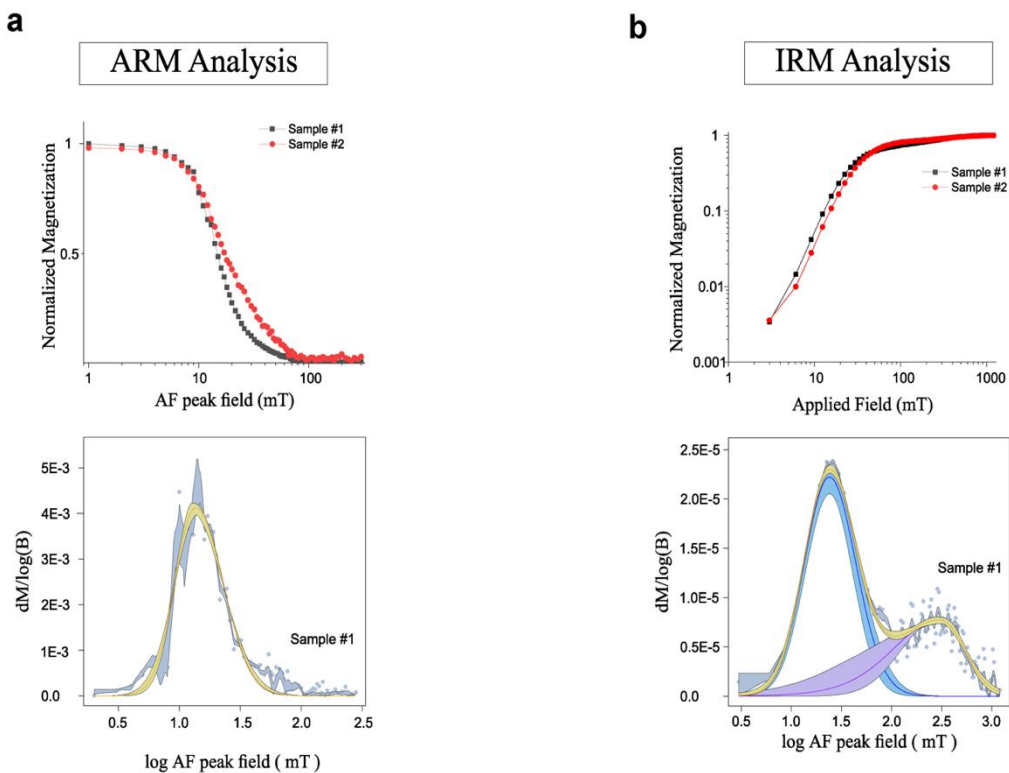 a
ARM Analysis
Sample #1
Sample #2
1
0.5
Normalized Magnetization
1
10
100
AF peak field (mT)
5E-3
4E-3
3E-3
2E-3
1E-3
0.0
dM/log(B)
Sample #1
0.5
1.0
1.5
2.0
2.5
log AF peak field ( mT )
b
IRM Analysis
1
0.1
0.01
0.001
Normalized Magnetization
Sample #1
Sample #2
1
10
100
1000
Applied Field (mT)
2.5E-5
2.0E-5
1.5E-5
1.0E-5
0.5E-5
0.0
dM/log(B)
Sample #1
0.5
1.0
1.5
2.0
2.5
3.0
log AF peak field ( mT )